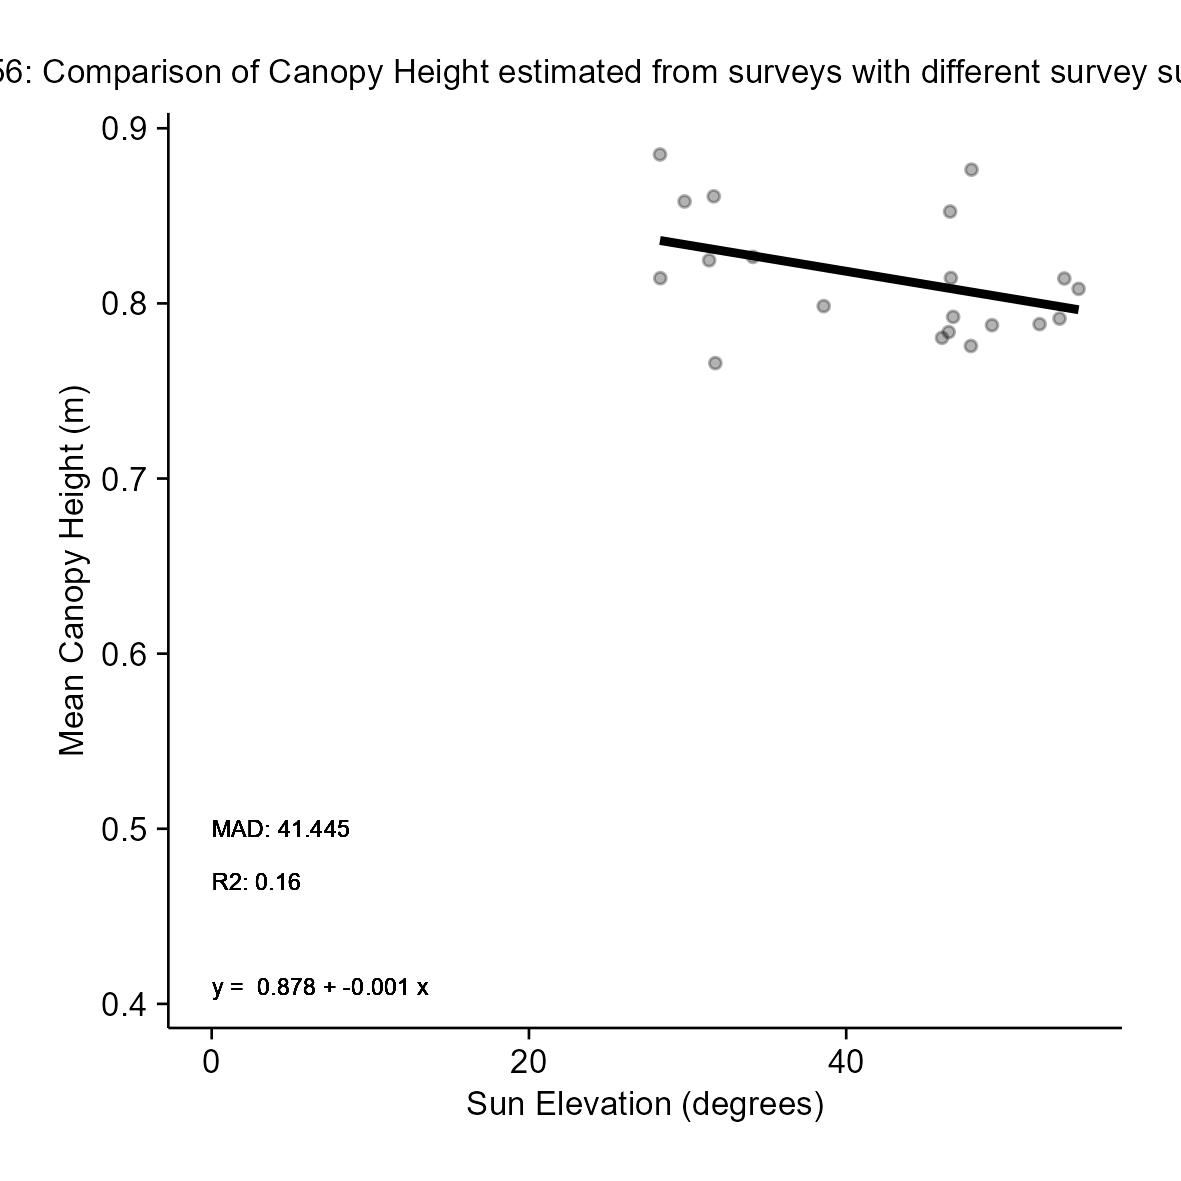 56: Comparison of Canopy Height estimated from surveys with different survey su
0.9
0.8
0.7
0.6
0.5
0.4
Mean Canopy Height (m)
MAD: 41.445
R2: 0.16
y =  0.878 + -0.001 x
0 20 40
Sun Elevation (degrees)